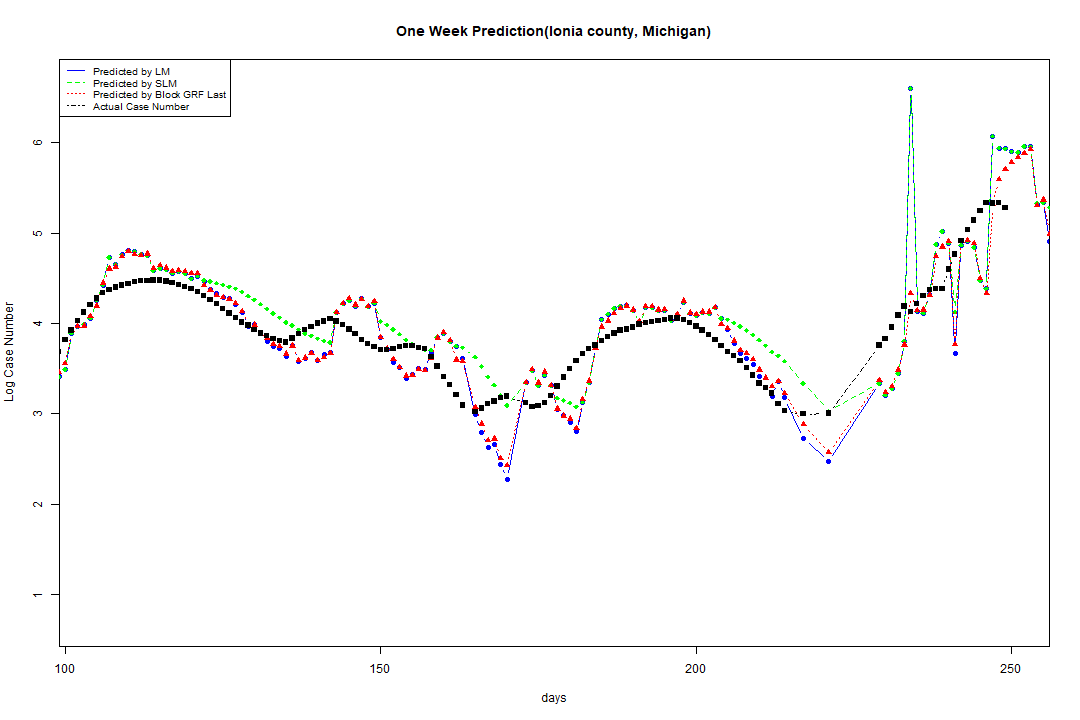 One Week Prediction(Ionia county, Michigan)
Predicted by LM
Predicted by SLM
Predicted by Block GRF Last
Actual Case Number
Log Case Number
6
5
4
3
2
1
100
150
200
250
days